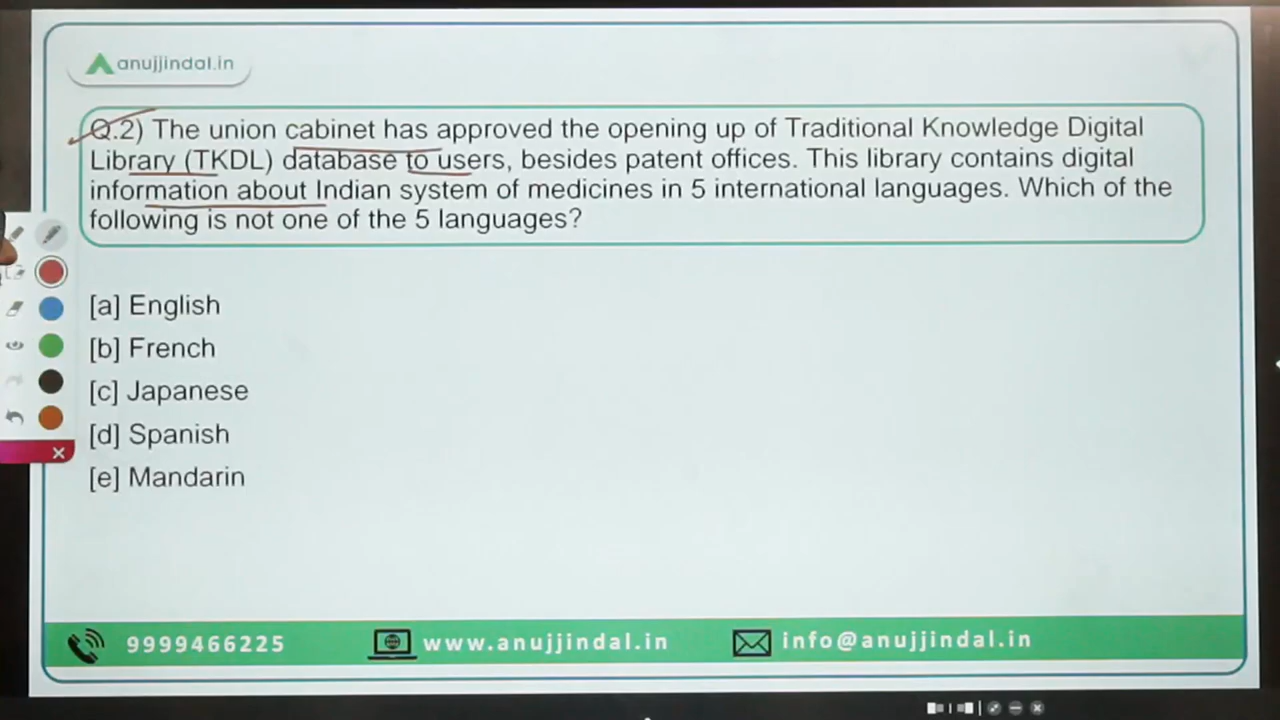 anujjindal.in
Q.2) The union cabinet has approved the opening up of Traditional Knowledge Digital
Library (TKDL) database to users, besides patent offices. This library contains digital
information about Indian system of medicines in 5 international languages. Which of the
following is not one of the 5 languages?
[a] English
[b] French
[c] Japanese
[d] Spanish
[e] Mandarin
9999466225 www.anujjindal.in info@anujjindal.in